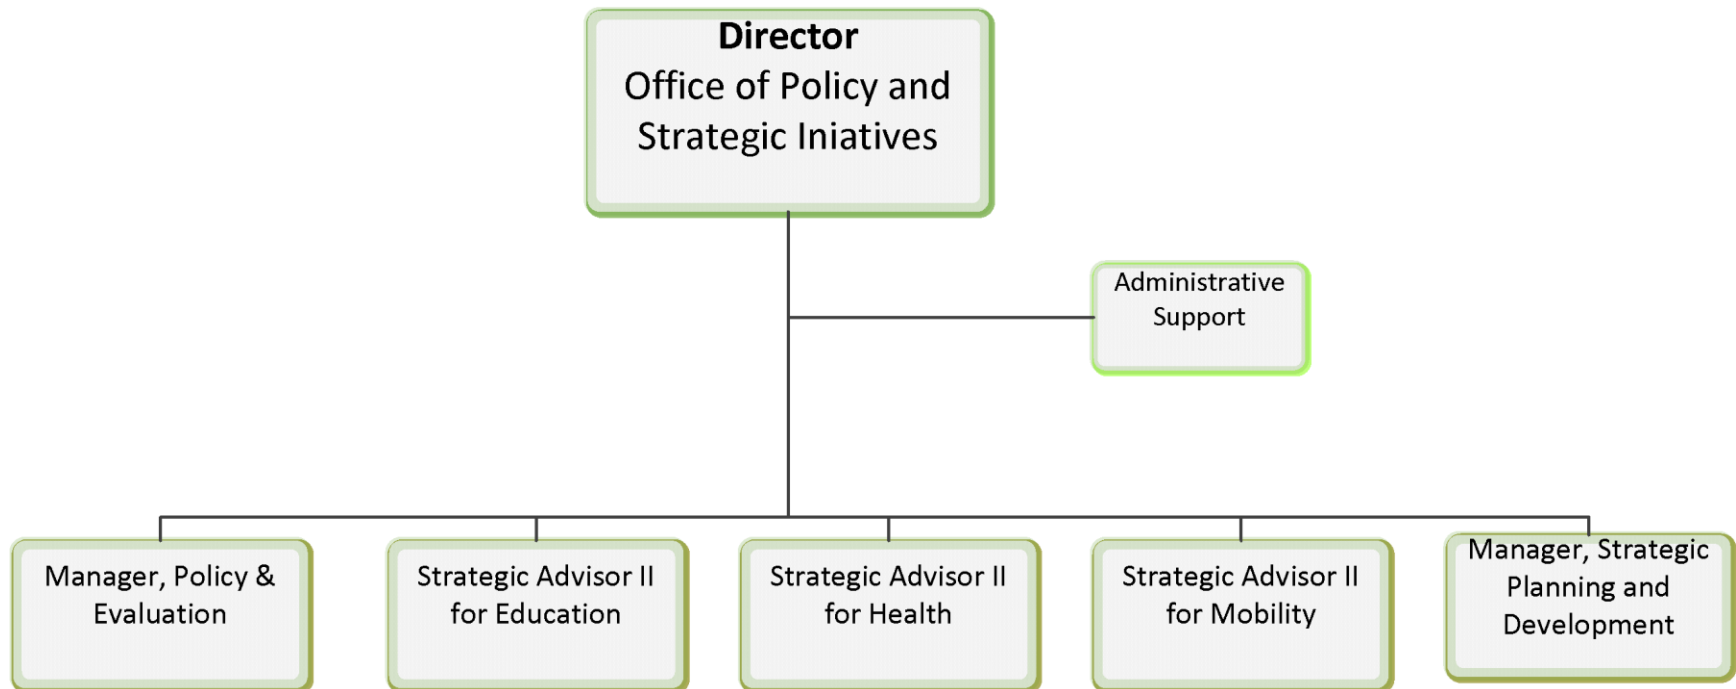 Director
Office of Policy and
Strategic Iniatives
Administrative
Support
Manager, Policy &
Evaluation
Strategic Advisor II
for Education
Strategic Advisor II
for Health
Strategic Advisor II
for Mobility
Manager, Strategic
Planning and
Development